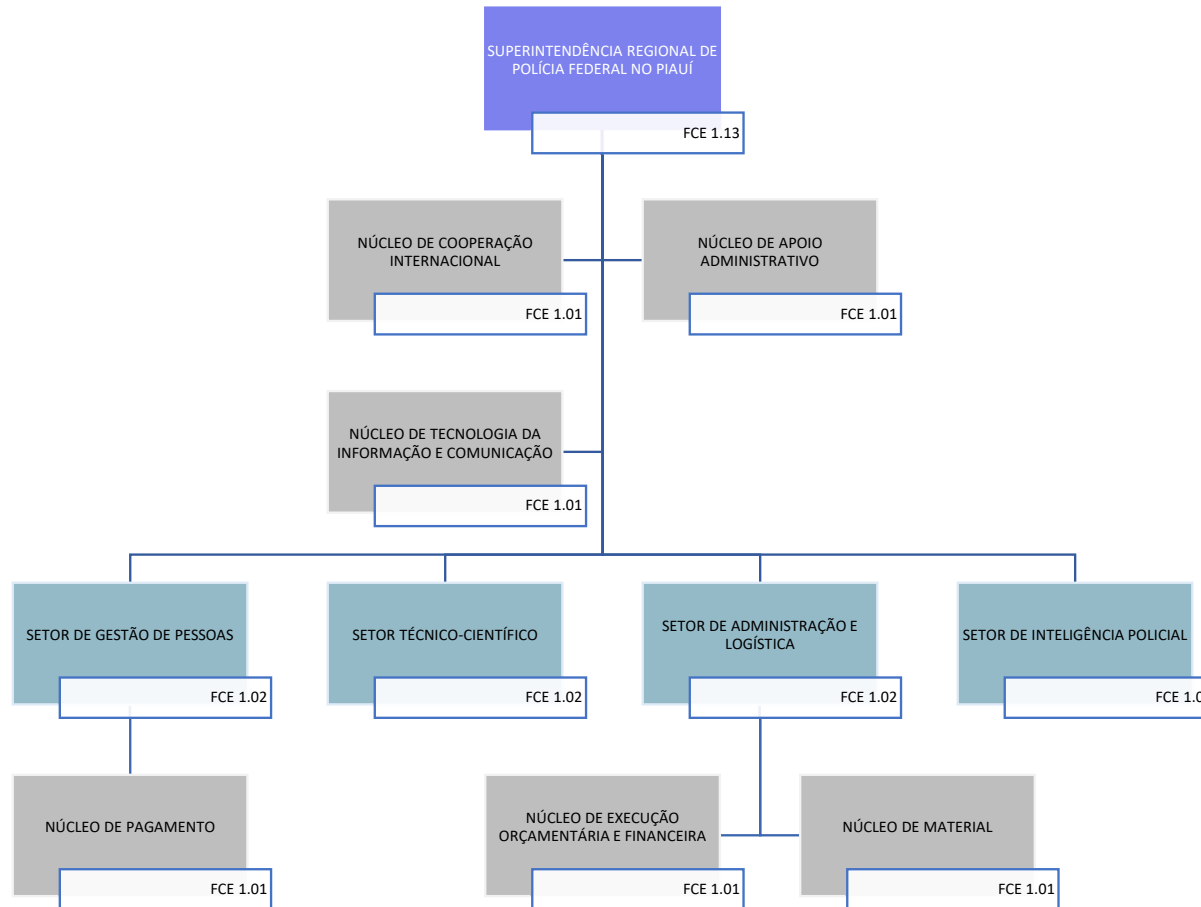 SUPERINTENDÊNCIA REGIONAL DE
POLÍCIA FEDERAL NO PIAUÍ
FCE 1.13
NÚCLEO DE COOPERAÇÃO
INTERNACIONAL
FCE 1.01
NÚCLEO DE APOIO
ADMINISTRATIVO
FCE 1.01
NÚCLEO DE TECNOLOGIA DA
INFORMAÇÃO E COMUNICAÇÃO
FCE 1.01
SETOR DE GESTÃO DE PESSOAS
FCE 1.02
SETOR TÉCNICO-CIENTÍFICO
FCE 1.02
SETOR DE ADMINISTRAÇÃO E
LOGÍSTICA
FCE 1.02
SETOR DE INTELIGÊNCIA POLICIAL
FCE
NÚCLEO DE PAGAMENTO
FCE 1.01
NÚCLEO DE EXECUÇÃO
ORÇAMENTÁRIA E FINANCEIRA
FCE 1.01
NÚCLEO DE MATERIAL
FCE 1.01